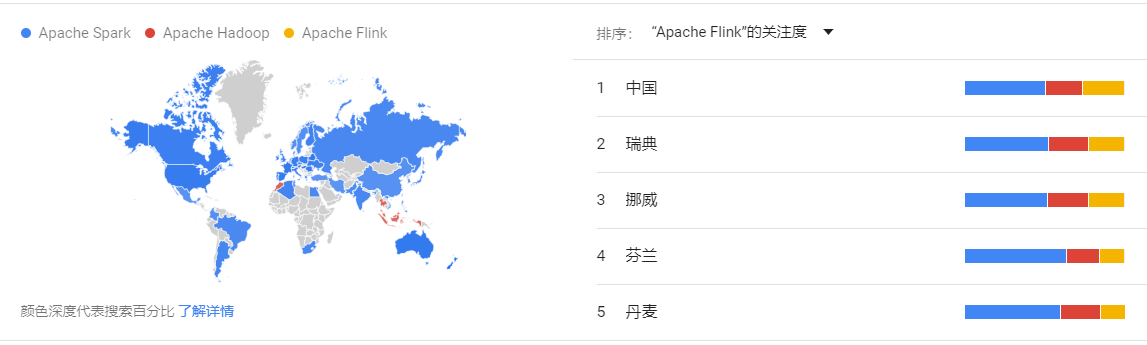 Apache Spark Apache Hadoop Apache Flink
颜色深度代表搜索百分比 了解详情
排序： “Apache Flink”的关注度
1 中国
2 瑞典
3 挪威
4 芬兰
5 丹麦